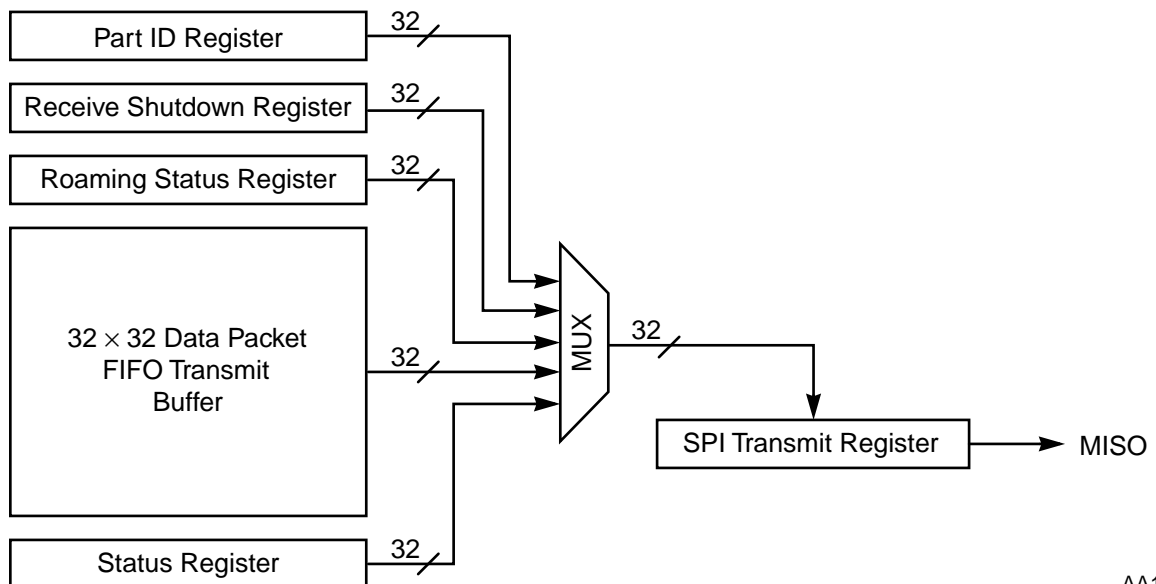 Part ID Register
32
Receive Shutdown Register
32
Roaming Status Register
32
32 × 32 Data Packet
FIFO Transmit
Buffer
32
MUX
32
SPI Transmit Register
MISO
Status Register
32